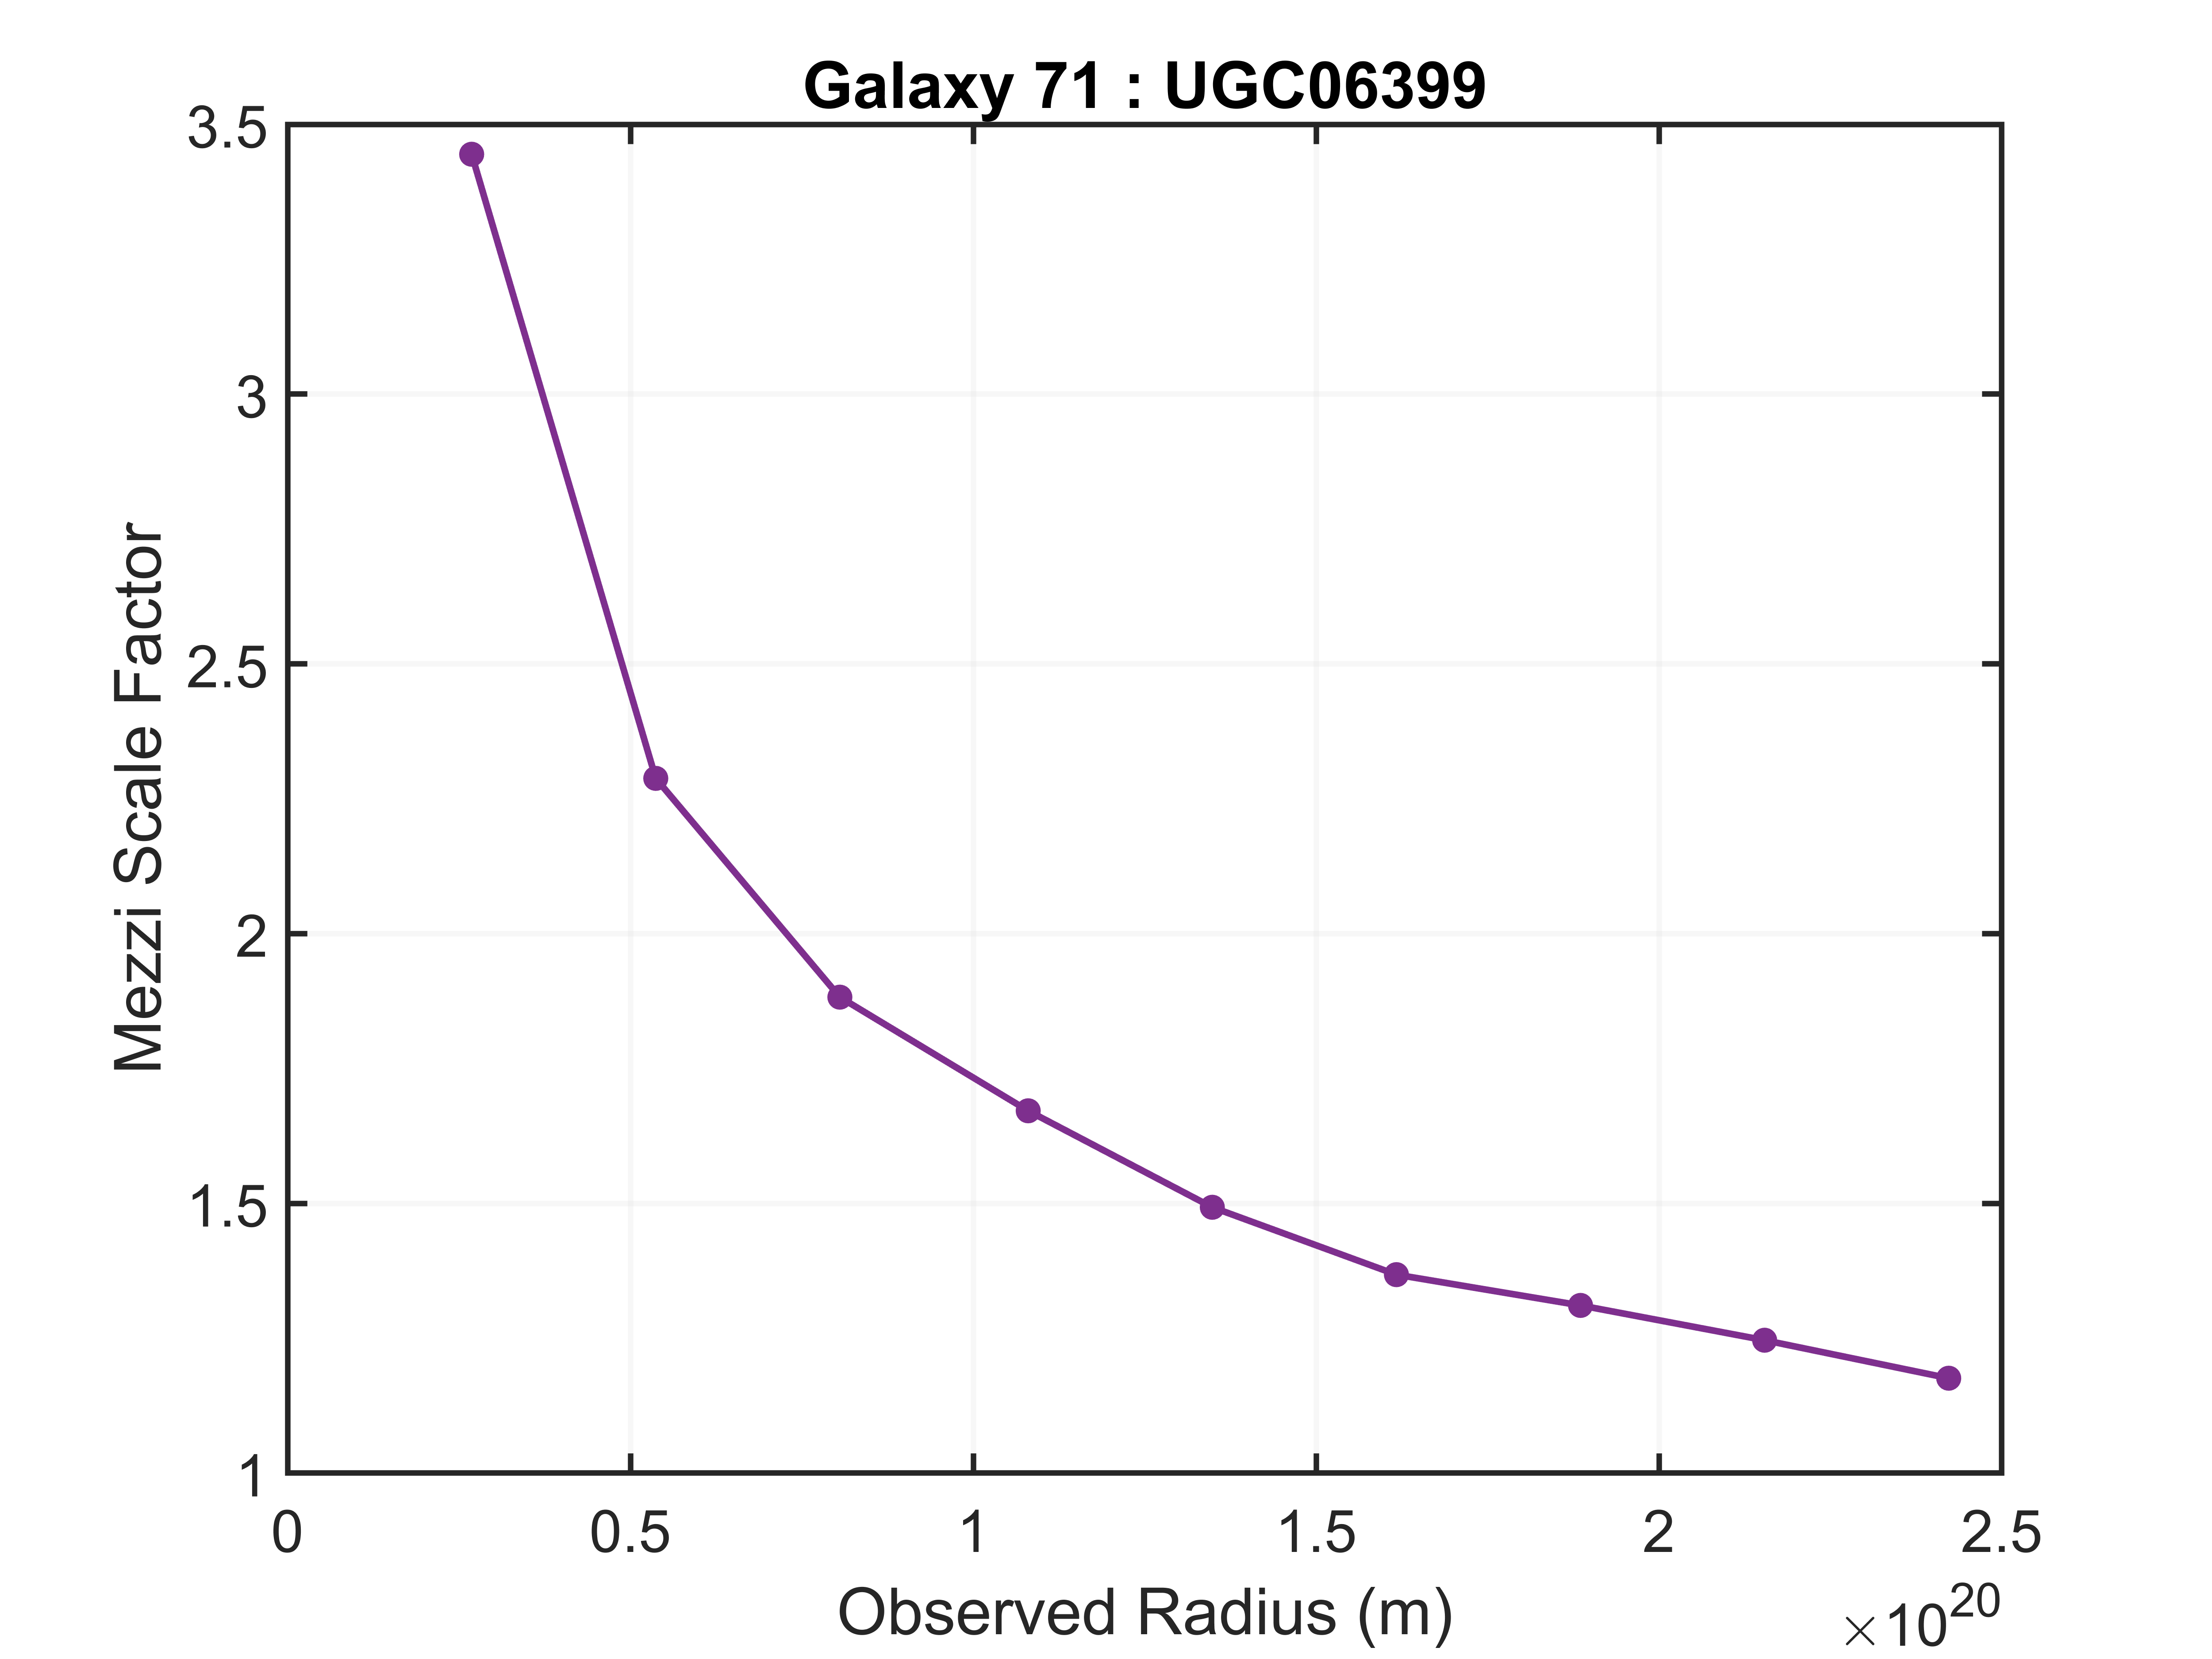 Galaxy 71 : UGC06399
3.5
3
2.5
2
1.5
1
Mezzi Scale Factor
0 0.5 1 1.5 2 2.5
Observed Radius (m)
×10^20